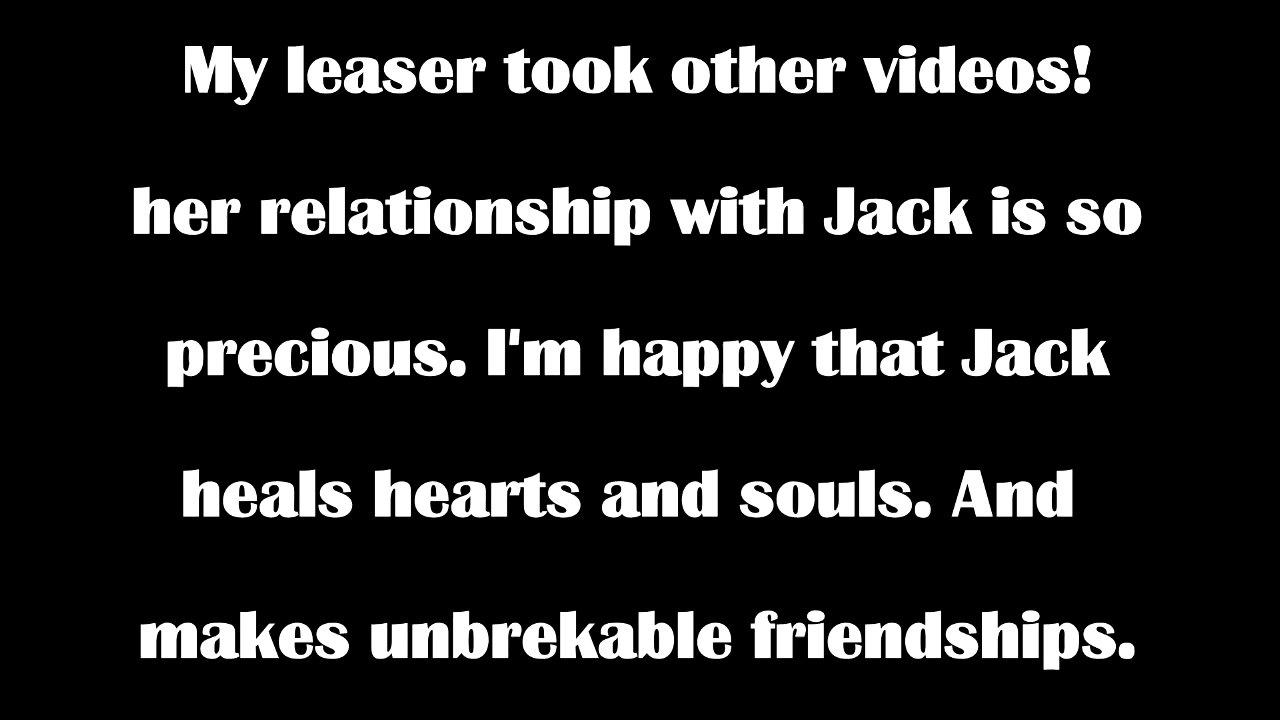 My leaser took other videos!
her relationship with Jack is so
precious. I'm happy that Jack
heals hearts and souls. And
makes unbrekable friendships.